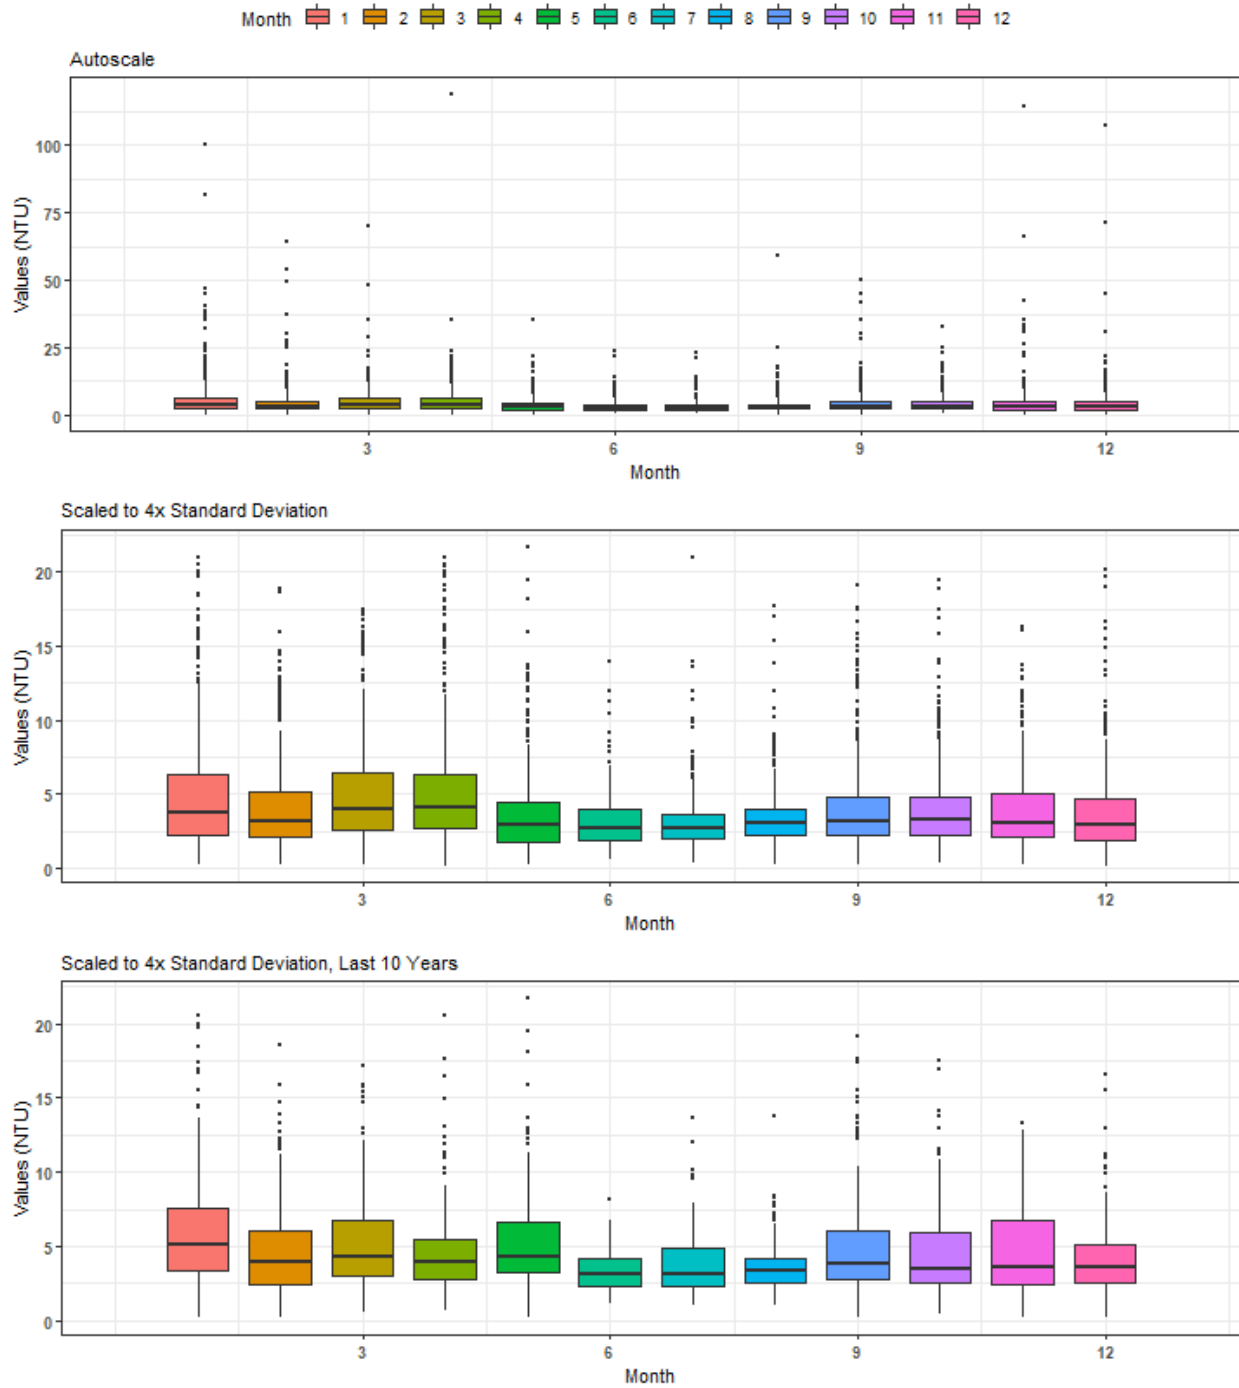 Month 1 2 3 4 5 6 7 8 9 10 11 12
Autoscale
Values (NTU)
100
75
50
25
0
3 6 9 12
Month
Scaled to 4x Standard Deviation
Values (NTU)
20
15
10
5
0
3 6 9 12
Month
Scaled to 4x Standard Deviation, Last 10 Years
Values (NTU)
20
15
10
5
0
3 6 9 12
Month